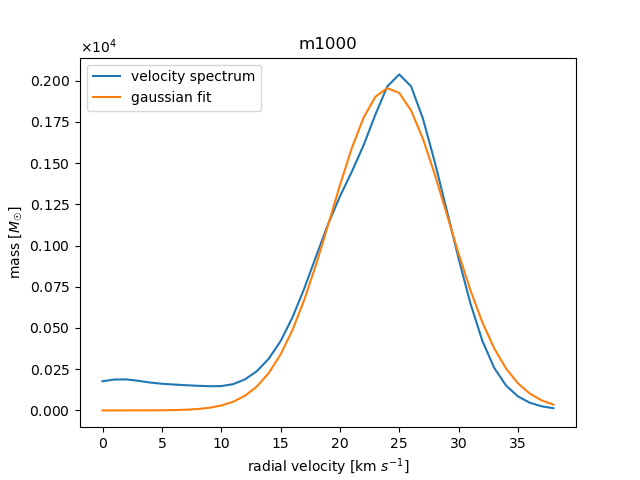 m1000
×10⁴
velocity spectrum
gaussian fit
0.200
0.175
0.150
0.125
0.100
0.075
0.050
0.025
0.000
mass [M☉]
0 5 10 15 20 25 30 35
radial velocity [km s⁻¹]